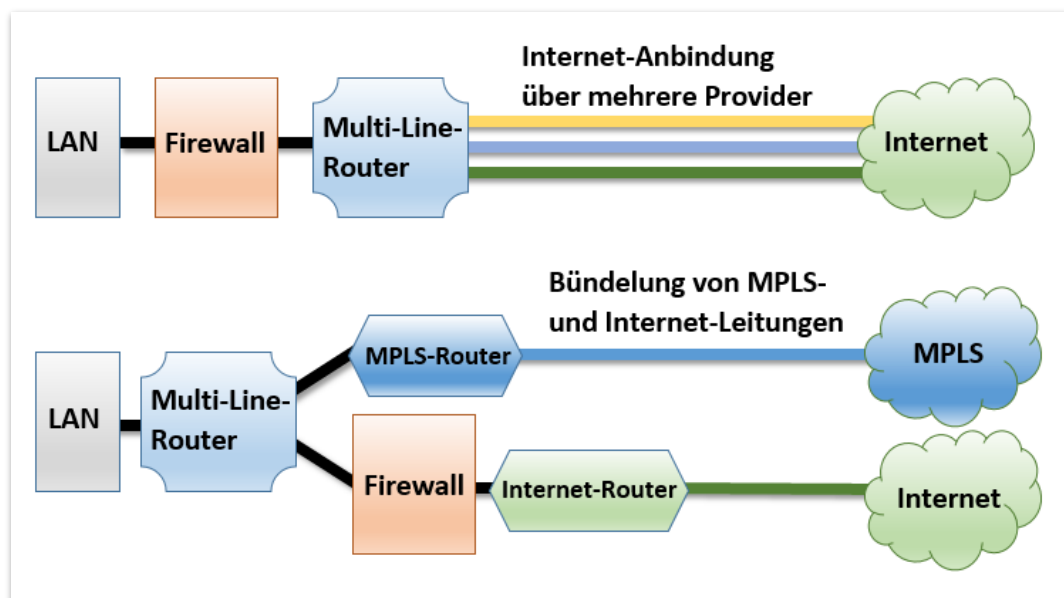 Internet-Anbindung
über mehrere Provider
LAN
Firewall
Multi-Line-
Router
Internet
Bündelung von MPLS-
und Internet-Leitungen
MPLS-Router
MPLS
LAN
Multi-Line-
Router
Firewall
Internet-Router
Internet